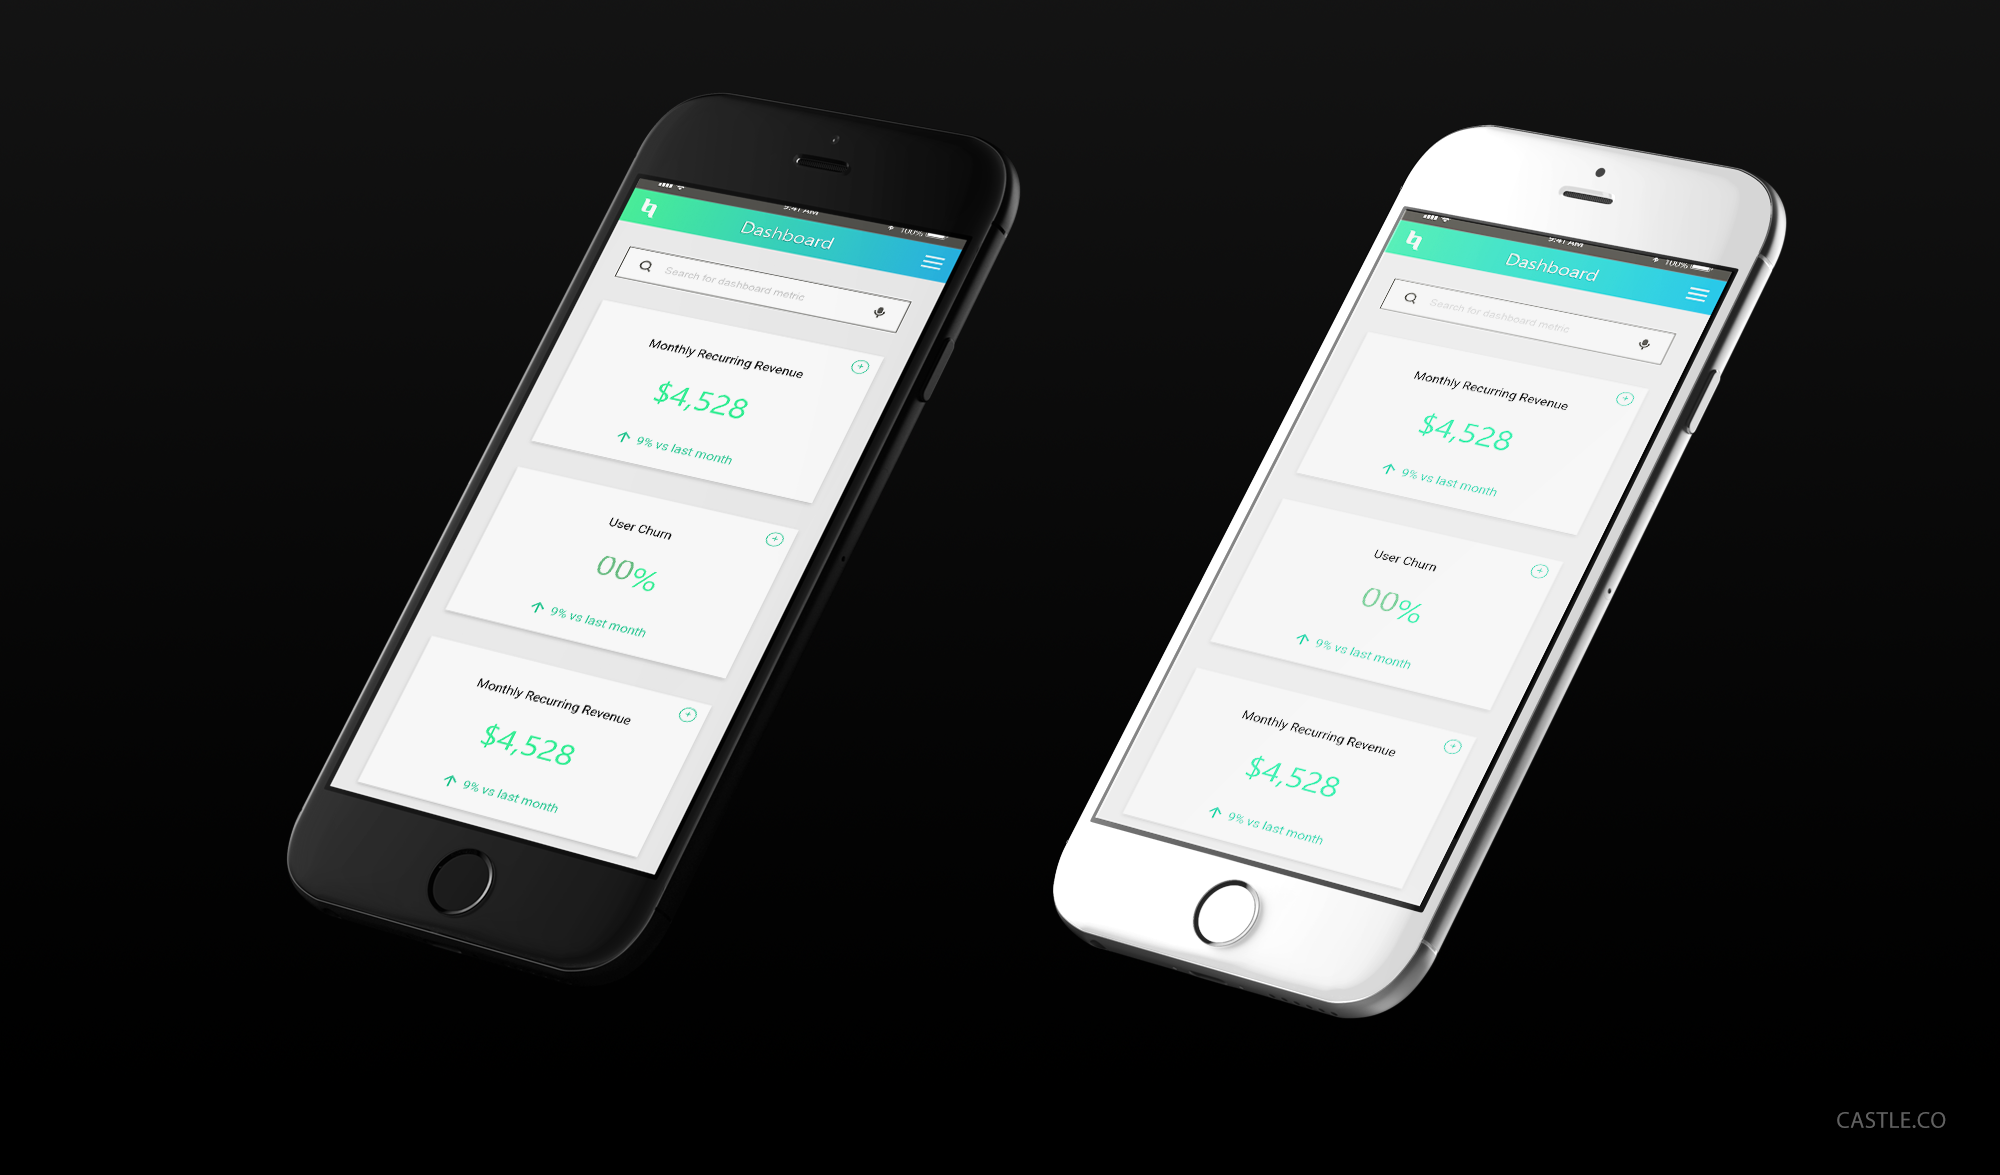 9:41 AM
100%
Dashboard
Search for dashboard metric
Monthly Recurring Revenue
$4,528
9% vs last month
User Churn
00%
9% vs last month
Monthly Recurring Revenue
$4,528
9% vs last month
9:41 AM
100%
Dashboard
Search for dashboard metric
Monthly Recurring Revenue
$4,528
9% vs last month
User Churn
00%
9% vs last month
Monthly Recurring Revenue
$4,528
9% vs last month
CASTLE.CO